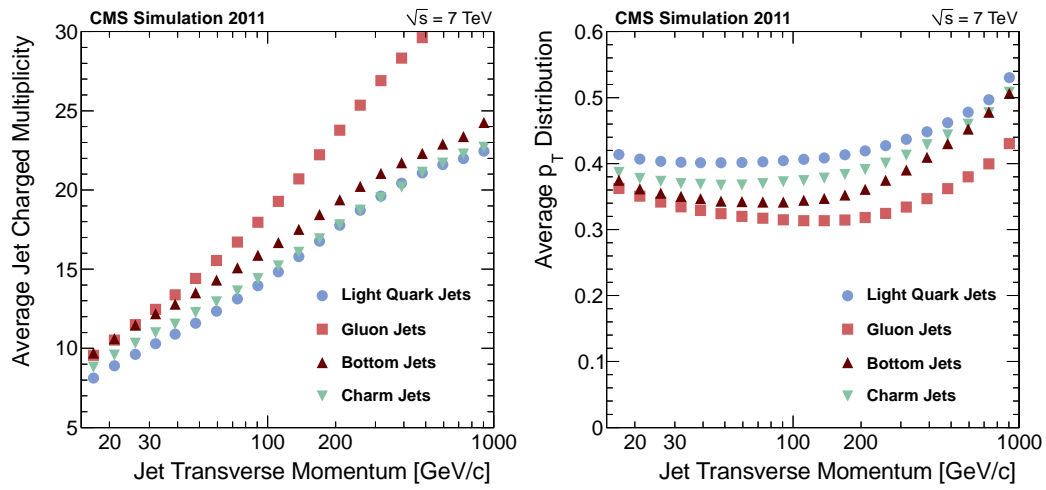 CMS Simulation 2011
√s = 7 TeV
Average Jet Charged Multiplicity
30
25
20
15
10
5
Light Quark Jets
Gluon Jets
Bottom Jets
Charm Jets
20 30 100 200 1000
Jet Transverse Momentum [GeV/c]
CMS Simulation 2011
√s = 7 TeV
Average p_T Distribution
0.6
0.5
0.4
0.3
0.2
0.1
0
Light Quark Jets
Gluon Jets
Bottom Jets
Charm Jets
20 30 100 200 1000
Jet Transverse Momentum [GeV/c]